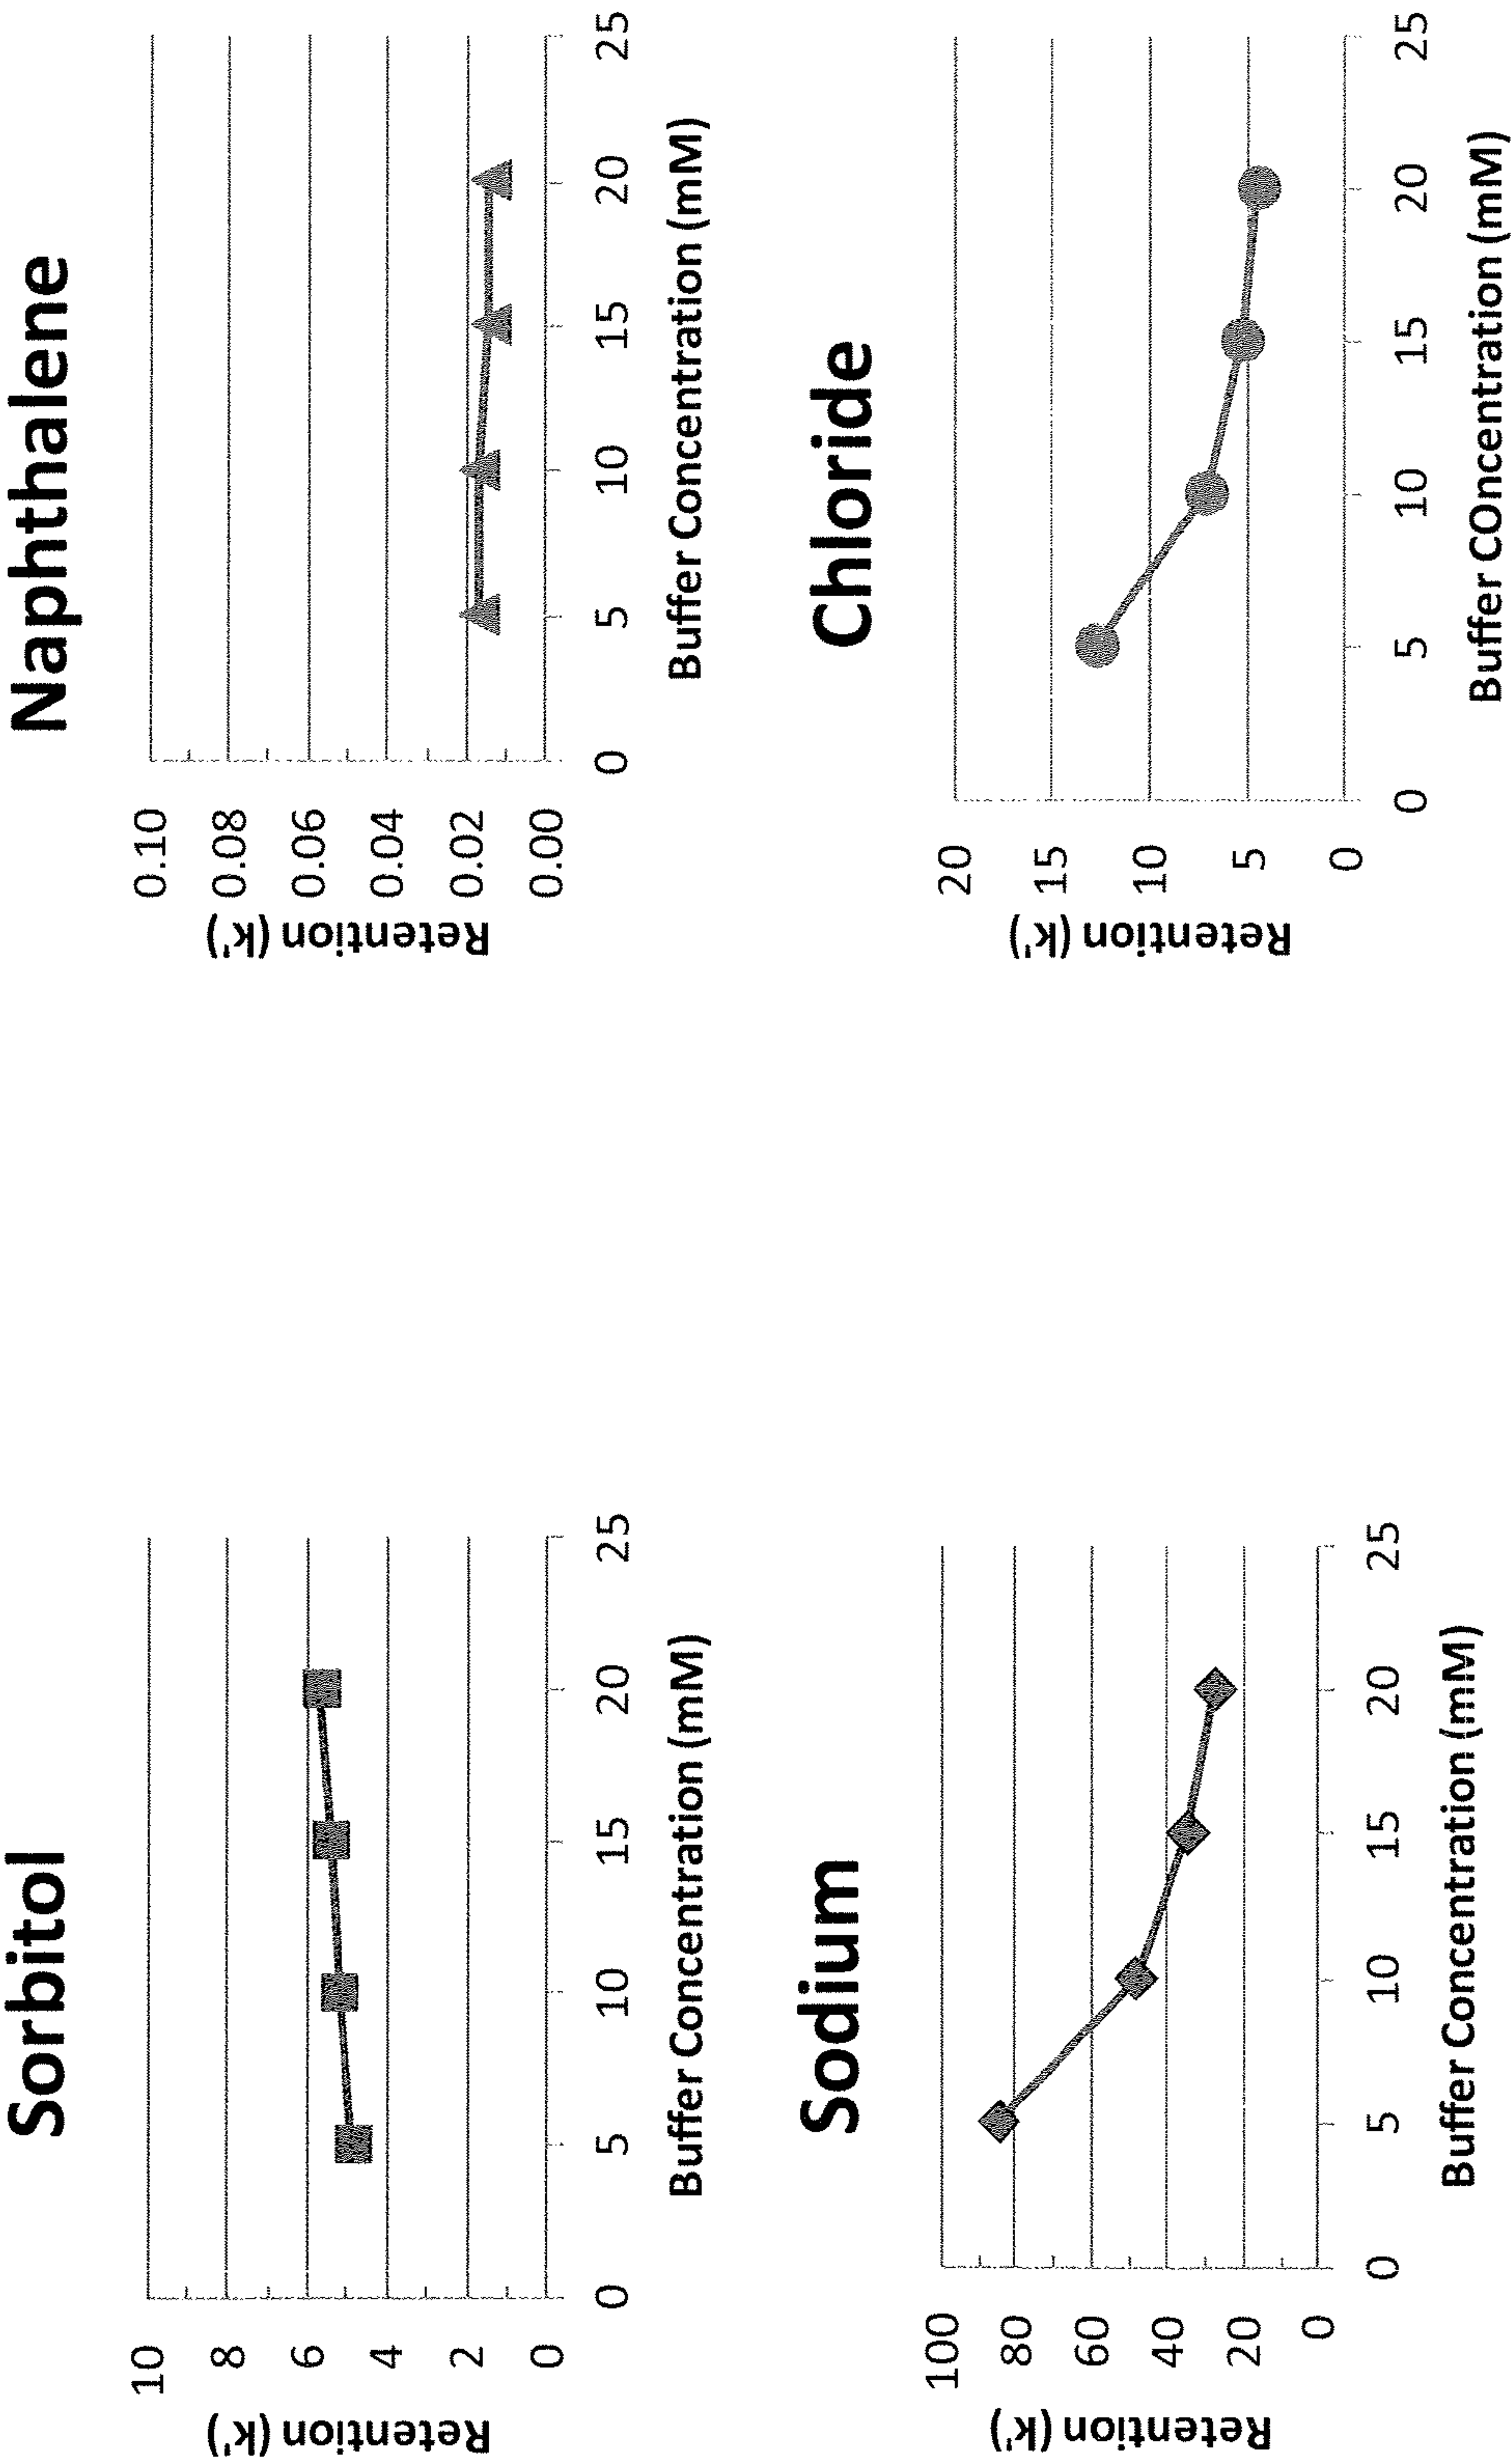 Sorbitol
Retention (k')
10
8
6
4
2
0
0 5 10 15 20 25
Buffer Concentration (mM)
Naphthalene
Retention (k')
0.10
0.08
0.06
0.04
0.02
0.00
0 5 10 15 20 25
Buffer Concentration (mM)
Sodium
Retention (k')
100
80
60
40
20
0
0 5 10 15 20 25
Buffer Concentration (mM)
Chloride
Retention (k')
20
15
10
5
0
0 5 10 15 20 25
Buffer COncentration (mM)